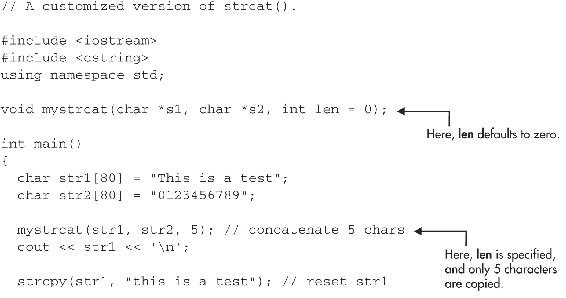 // A customized version of strcat().
#include <iostream>
#include <cstring>
using namespace std;
void mystrcat(char *s1, char *s2, int len = 0);
Here, len defaults to zero.
int main()
{
char str1[80] = "This is a test";
char str2[80] = "0123456789";
mystrcat(str1, str2, 5); // concatenate 5 chars
cout << str1 << '\n';
Here, len is specified,
and only 5 characters
are copied.
strcpy(str1, "this is a test"); // reset str1